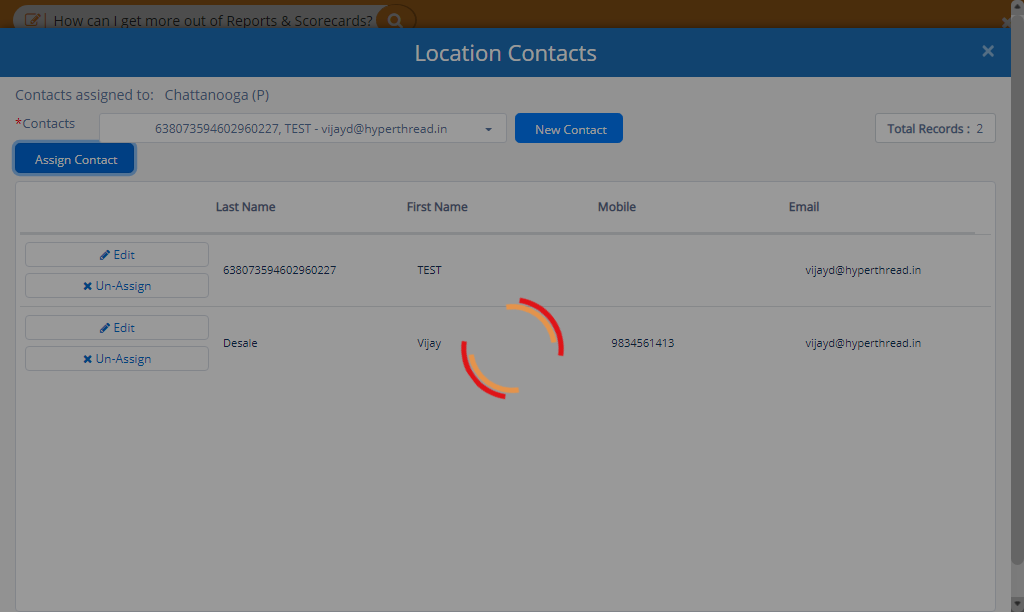 How can I get more out of Reports & Scorecards?
Location Contacts
Contacts assigned to: Chattanooga (P)
*Contacts 638073594602960227, TEST - vijayd@hyperthread.in New Contact Total Records : 2
Assign Contact
Last Name First Name Mobile Email
Edit
638073594602960227 TEST vijayd@hyperthread.in
Un-Assign
Edit
Desale Vijay 9834561413 vijayd@hyperthread.in
Un-Assign